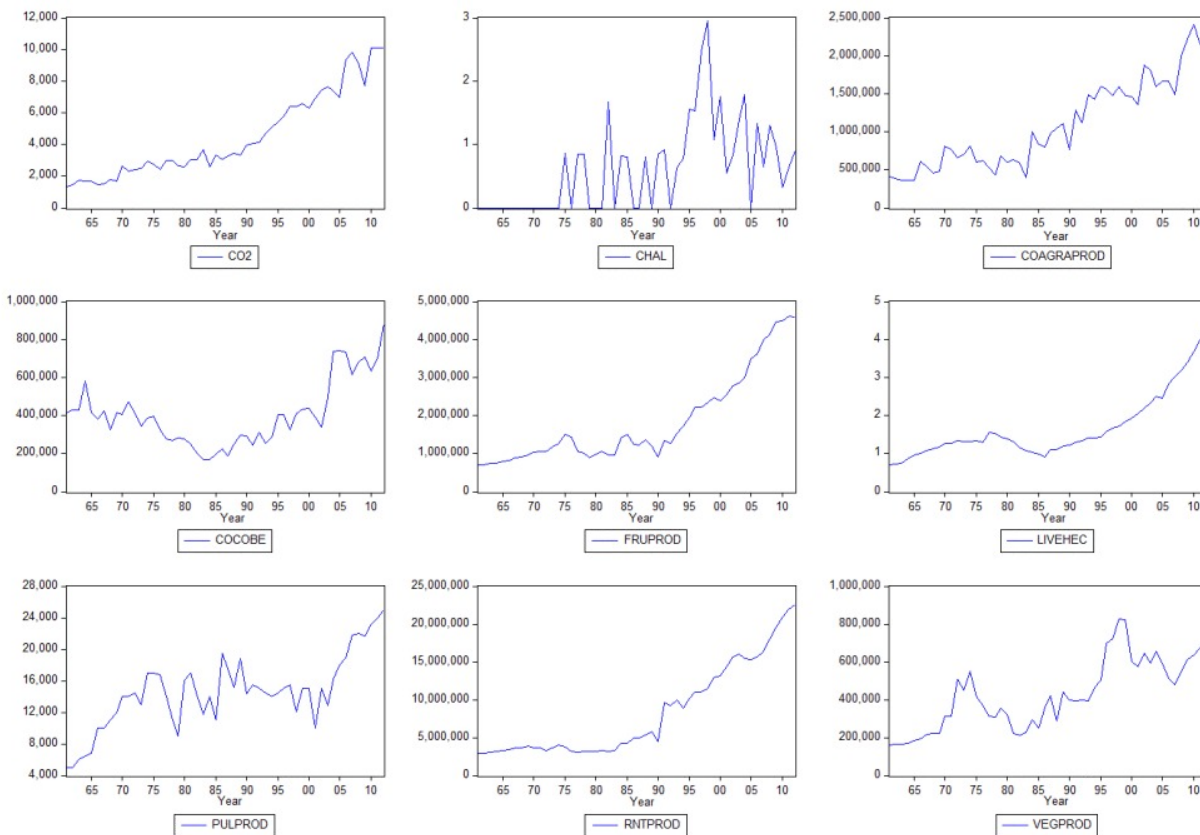 12,000
10,000
8,000
6,000
4,000
2,000
0
65 70 75 80 85 90 95 00 05 10
Year
CO2
3
2
1
0
65 70 75 80 85 90 95 00 05 10
Year
CHAL
2,500,000
2,000,000
1,500,000
1,000,000
500,000
0
65 70 75 80 85 90 95 00 05 10
Year
COAGRAPROD
1,000,000
800,000
600,000
400,000
200,000
0
65 70 75 80 85 90 95 00 05 10
Year
COCOBE
5,000,000
4,000,000
3,000,000
2,000,000
1,000,000
0
65 70 75 80 85 90 95 00 05 10
Year
FRUPROD
5
4
3
2
1
0
65 70 75 80 85 90 95 00 05 10
Year
LIVEHEC
28,000
24,000
20,000
16,000
12,000
8,000
4,000
65 70 75 80 85 90 95 00 05 10
Year
PULPROD
25,000,000
20,000,000
15,000,000
10,000,000
5,000,000
0
65 70 75 80 85 90 95 00 05 10
Year
RNTPROD
1,000,000
800,000
600,000
400,000
200,000
0
65 70 75 80 85 90 95 00 05 10
Year
VEGPROD